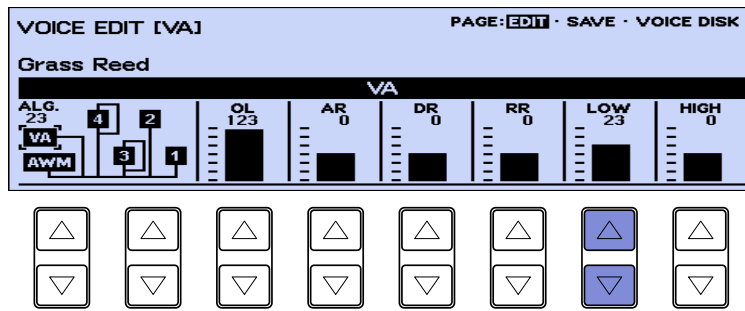 VOICE EDIT [VA]
PAGE:EDIT · SAVE · VOICE DISK
Grass Reed
VA
ALG. OL AR DR RR LOW HIGH
23 123 0 0 0 23 0
4 2
VA
3 1
AWM